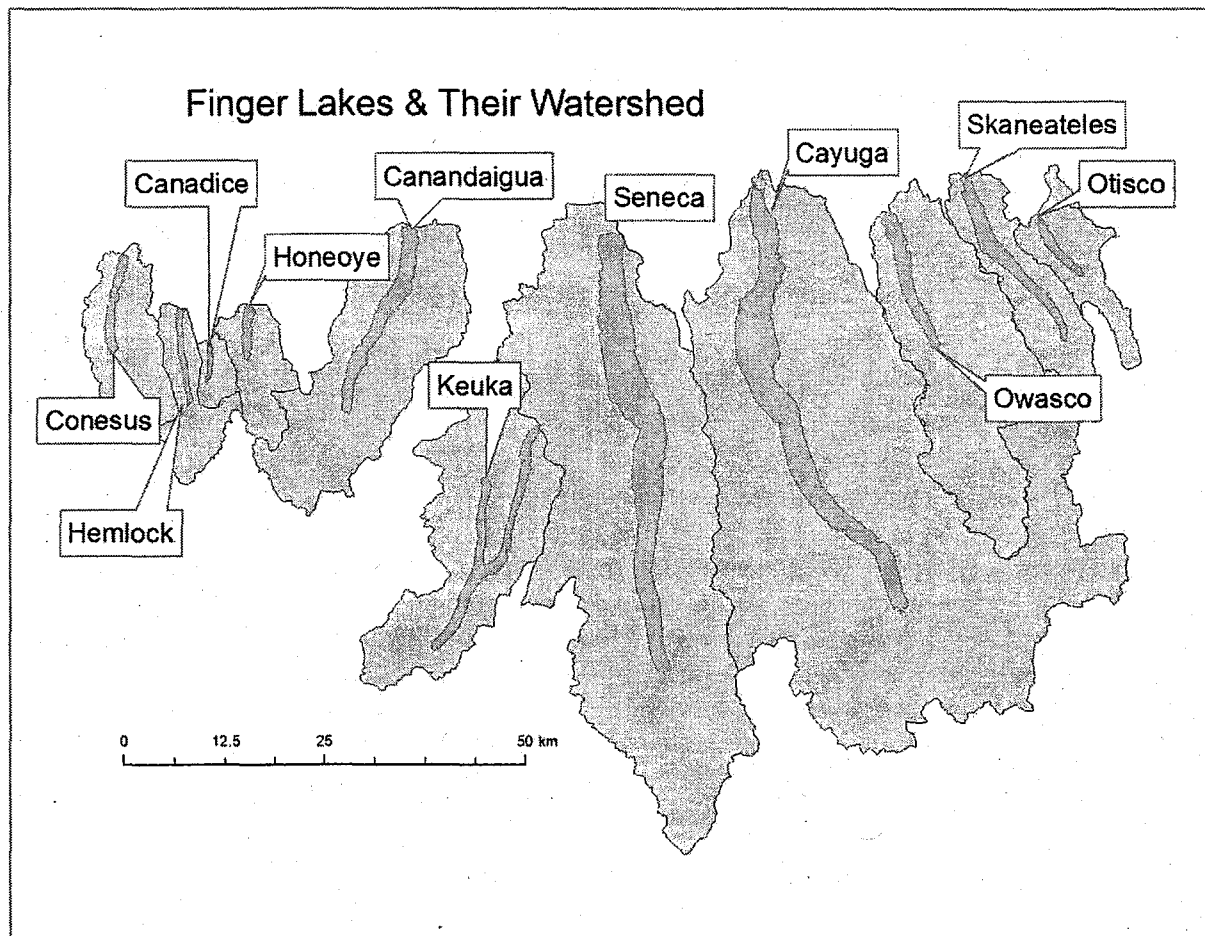 Finger Lakes & Their Watershed
Skaneateles
Cayuga
Otisco
Canadice
Canandaigua
Seneca
Honeoye
Keuka
Owasco
Conesus
Hemlock
0 12.5 25 50 km